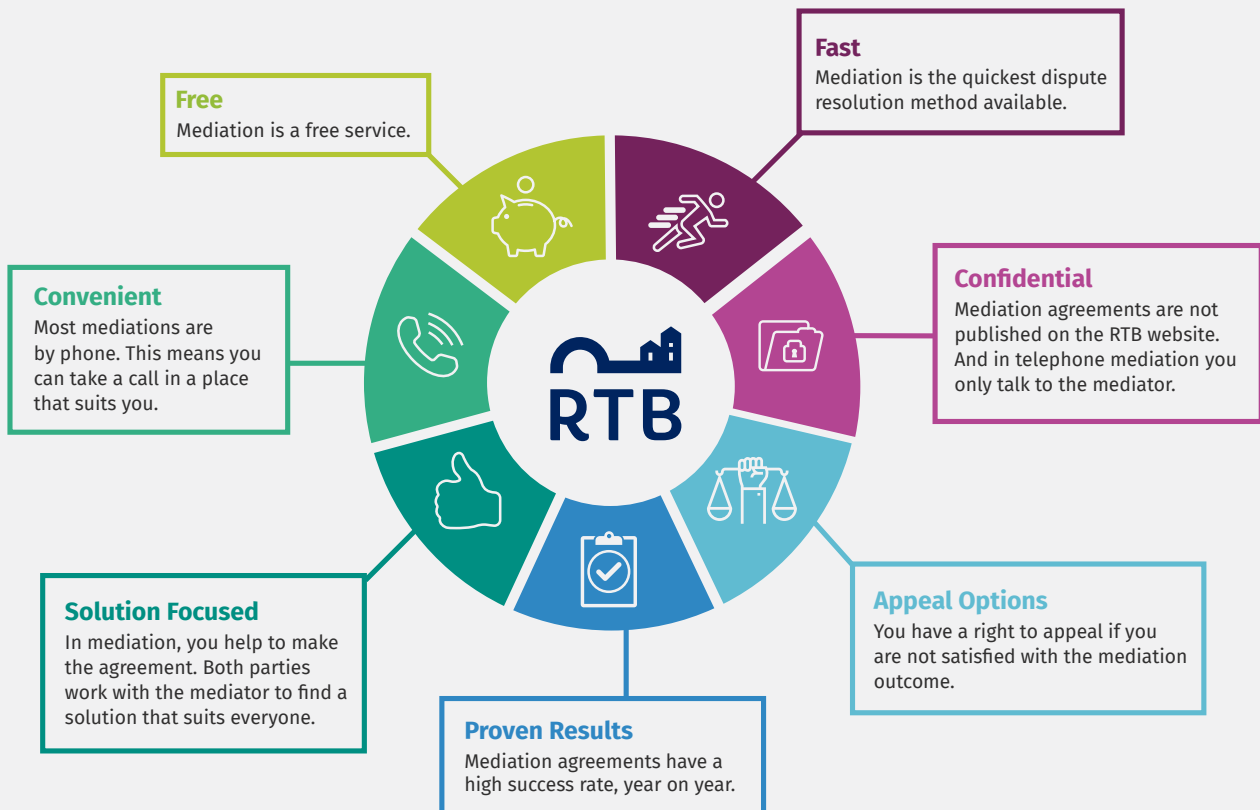 Fast
Mediation is the quickest dispute
resolution method available.
Free
Mediation is a free service.
Confidential
Mediation agreements are not
published on the RTB website.
And in telephone mediation you
only talk to the mediator.
Convenient
Most mediations are
by phone. This means you
can take a call in a place
that suits you.
RTB
Appeal Options
You have a right to appeal if you
are not satisfied with the mediation
outcome.
Solution Focused
In mediation, you help to make
the agreement. Both parties
work with the mediator to find a
solution that suits everyone.
Proven Results
Mediation agreements have a
high success rate, year on year.